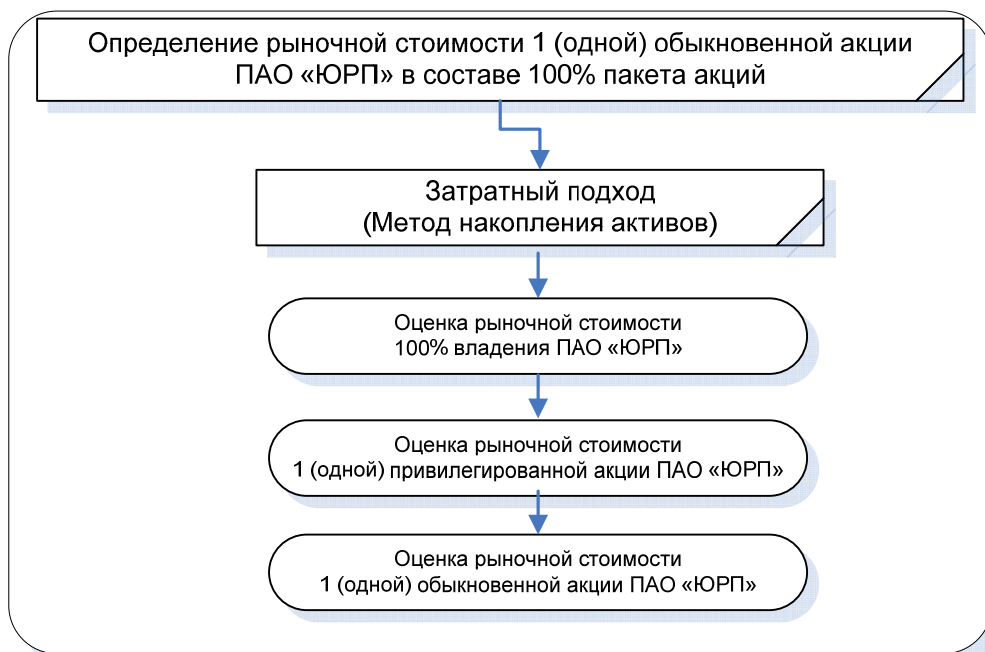 Определение рыночной стоимости 1 (одной) обыкновенной акции
ПАО «ЮРП» в составе 100% пакета акций
Затратный подход
(Метод накопления активов)
Оценка рыночной стоимости
100% владения ПАО «ЮРП»
Оценка рыночной стоимости
1 (одной) привилегированной акции ПАО «ЮРП»
Оценка рыночной стоимости
1 (одной) обыкновенной акции ПАО «ЮРП»